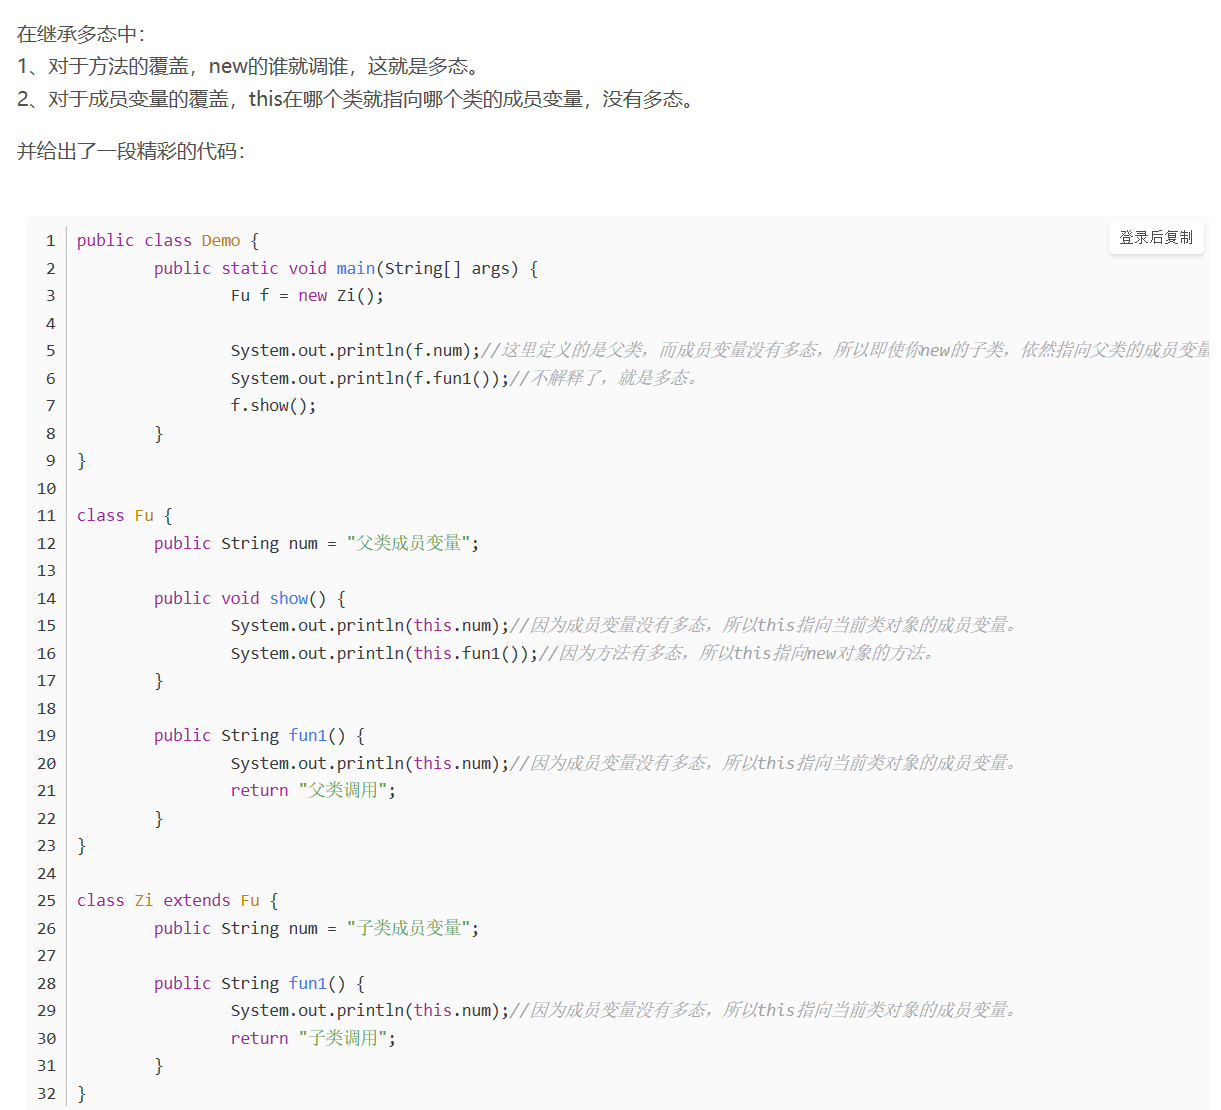 在继承多态中：
1、对于方法的覆盖，new的谁就调谁，这就是多态。
2、对于成员变量的覆盖，this在哪个类就指向哪个类的成员变量，没有多态。
并给出了一段精彩的代码：
登录后复制
1 public class Demo {
2 public static void main(String[] args) {
3 Fu f = new Zi();
4
5 System.out.println(f.num);//这里定义的是父类，而成员变量没有多态，所以即使你new的子类，依然指向父类的成员变量
6 System.out.println(f.fun1());//不解释了，就是多态。
7 f.show();
8 }
9 }
10
11 class Fu {
12 public String num = "父类成员变量";
13
14 public void show() {
15 System.out.println(this.num);//因为成员变量没有多态，所以this指向当前类对象的成员变量。
16 System.out.println(this.fun1());//因为方法有多态，所以this指向new对象的方法。
17 }
18
19 public String fun1() {
20 System.out.println(this.num);//因为成员变量没有多态，所以this指向当前类对象的成员变量。
21 return "父类调用";
22 }
23 }
24
25 class Zi extends Fu {
26 public String num = "子类成员变量";
27
28 public String fun1() {
29 System.out.println(this.num);//因为成员变量没有多态，所以this指向当前类对象的成员变量。
30 return "子类调用";
31 }
32 }